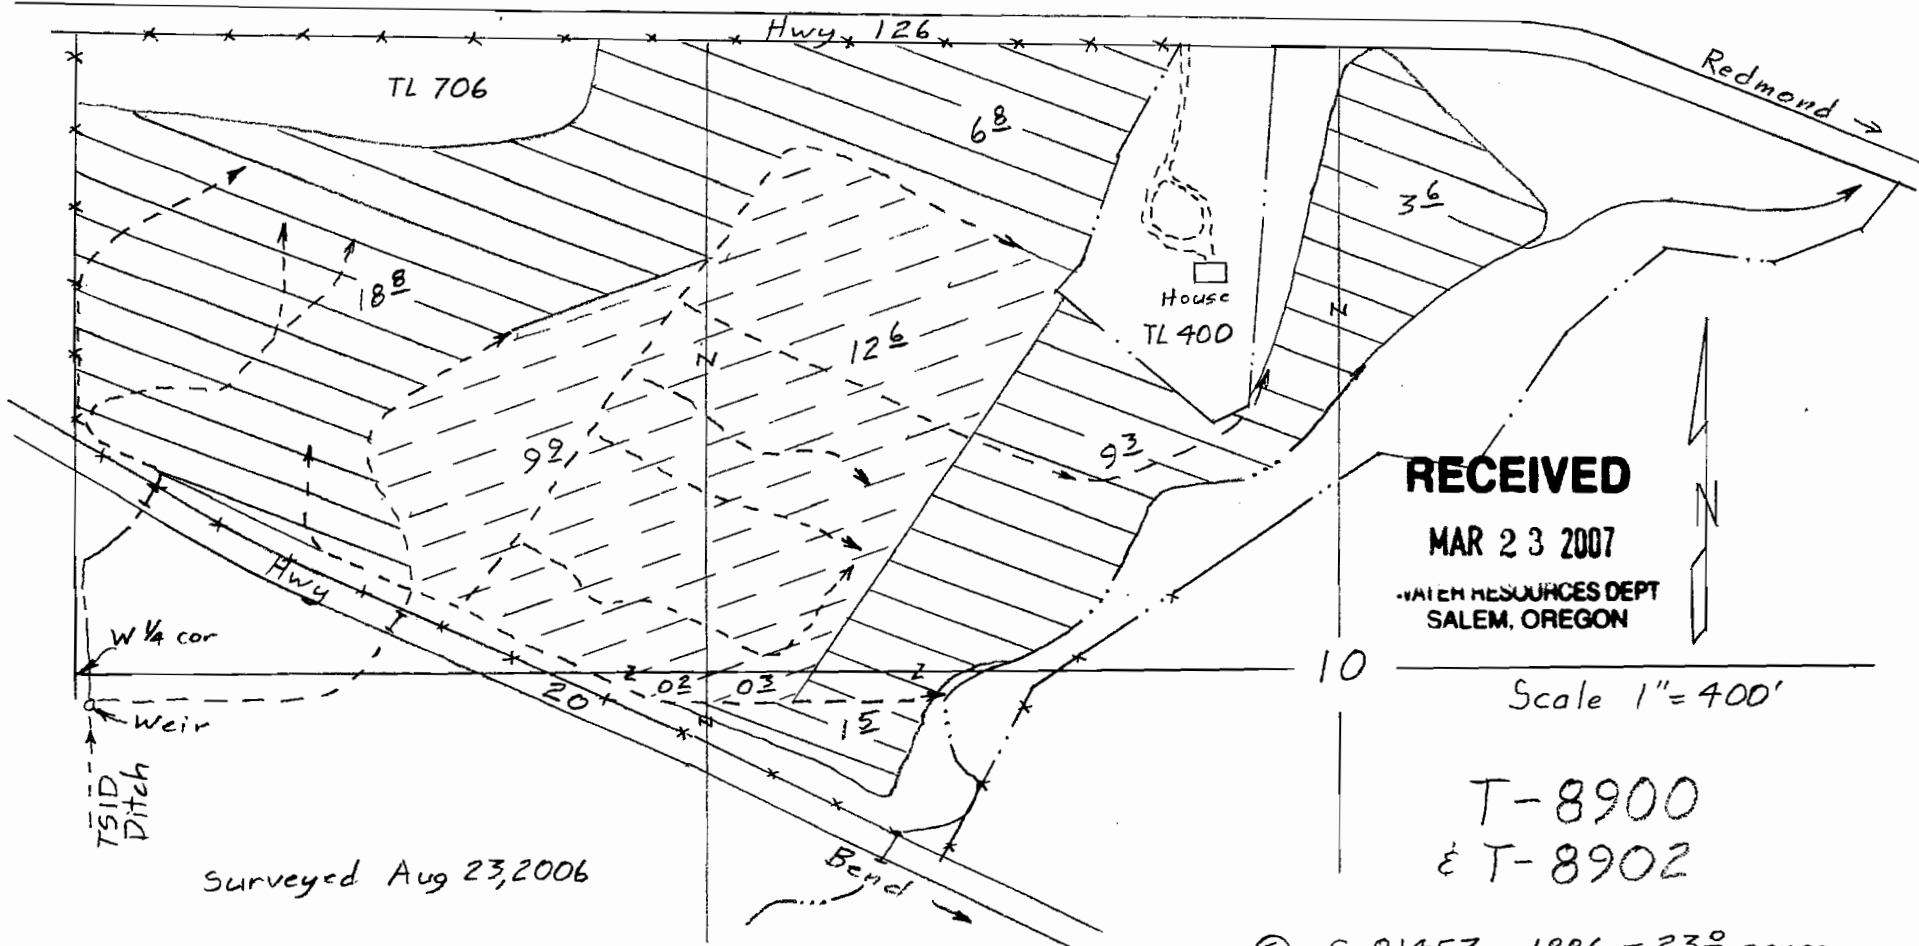 Hwy 126
TL 706
Redmond →
6 8
3 6
18 8
House
TL 400
12 6
9 9
9 3
RECEIVED
MAR 23 2007
WATER RESOURCES DEPT
SALEM, OREGON
N
Hwy
20
W 1/4 cor
0 2
0 3
10
Scale 1"= 400'
Weir
1 5
TSID
Ditch
T-8900
& T-8902
Surveyed Aug 23, 2006
Bend